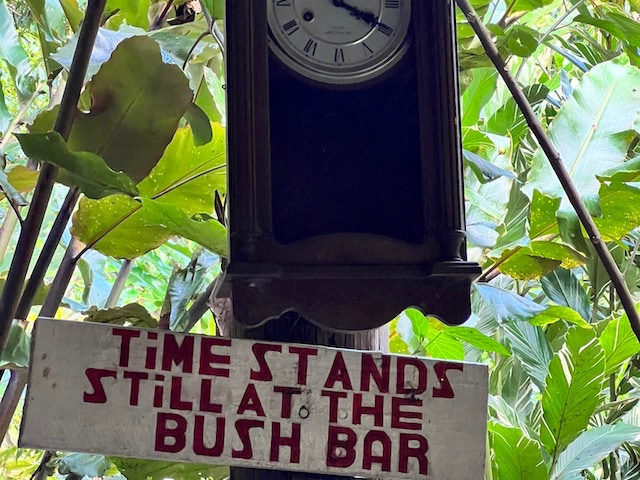 TiME STANDS
STiLL AT THE
BUSH BAR